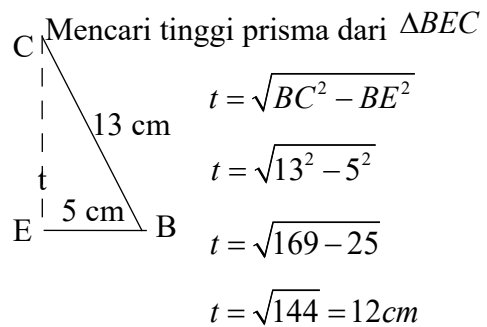 Mencari tinggi prisma dari ΔBEC
C
t = √(BC² − BE²)
13 cm
t = √(13² − 5²)
t
5 cm
E
B
t = √(169 − 25)
t = √144 = 12cm